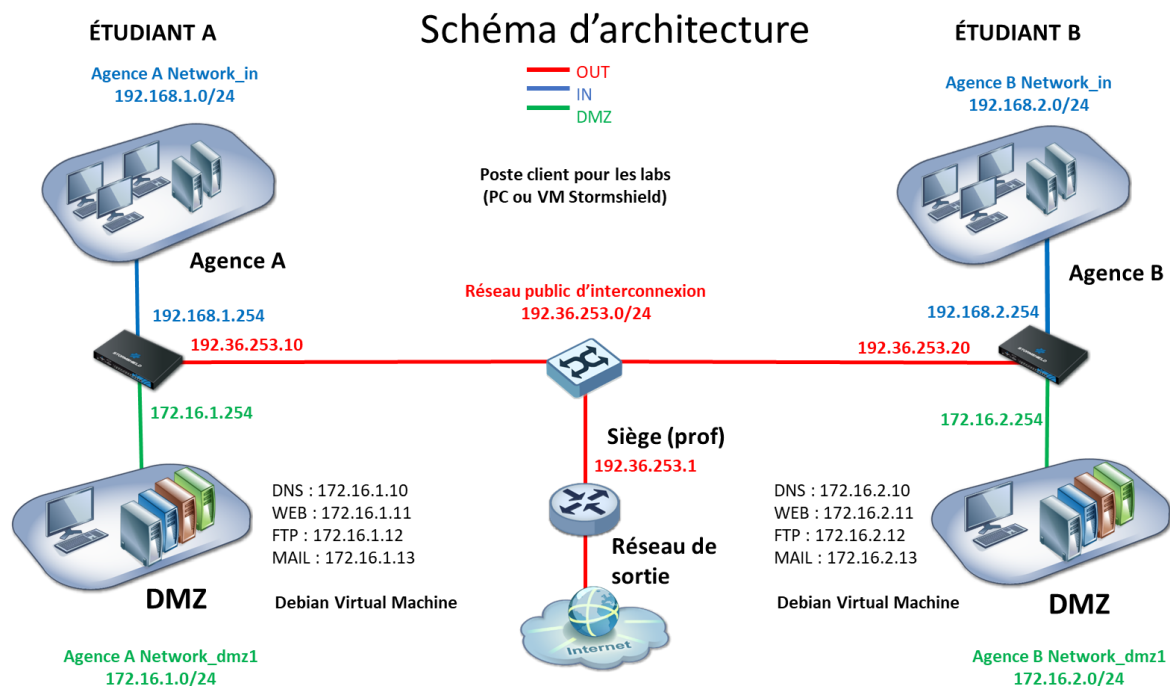 Schéma d’architecture
ÉTUDIANT A
ÉTUDIANT B
Agence A Network_in
192.168.1.0/24
OUT
IN
DMZ
Agence B Network_in
192.168.2.0/24
Poste client pour les labs
(PC ou VM Stormshield)
Agence A
Agence B
Réseau public d’interconnexion
192.36.253.0/24
192.168.1.254
192.168.2.254
192.36.253.10
192.36.253.20
STORMSHIELD
172.16.1.254
172.16.2.254
Siège (prof)
192.36.253.1
DNS : 172.16.1.10
WEB : 172.16.1.11
FTP : 172.16.1.12
MAIL : 172.16.1.13
DNS : 172.16.2.10
WEB : 172.16.2.11
FTP : 172.16.2.12
MAIL : 172.16.2.13
Réseau de
sortie
DMZ
Debian Virtual Machine
Debian Virtual Machine
DMZ
Internet
Agence A Network_dmz1
172.16.1.0/24
Agence B Network_dmz1
172.16.2.0/24